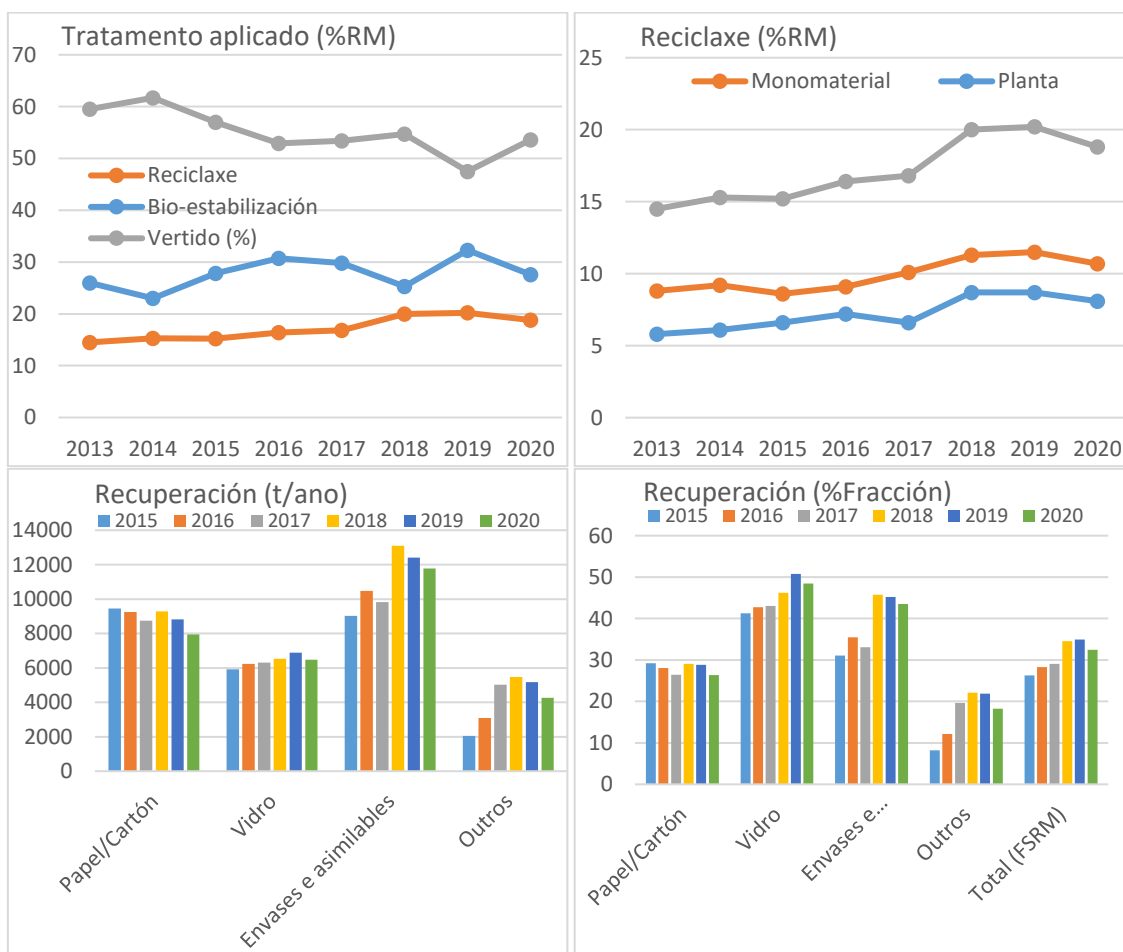 Tratamento aplicado (%RM)
70
60
50
40
30
20
10
0
Reciclaxe
Bio-estabilización
Vertido (%)
2013 2014 2015 2016 2017 2018 2019 2020
Reciclaxe (%RM)
25
20
15
10
5
0
Monomaterial Planta
2013 2014 2015 2016 2017 2018 2019 2020
Recuperación (t/ano)
2015 2016 2017 2018 2019 2020
14000
12000
10000
8000
6000
4000
2000
0
Papel/Cartón
Vidro
Envases e asimilables
Outros
Recuperación (%Fracción)
2015 2016 2017 2018 2019 2020
60
50
40
30
20
10
0
Papel/Cartón
Vidro
Envases e...
Outros
Total (FSRM)